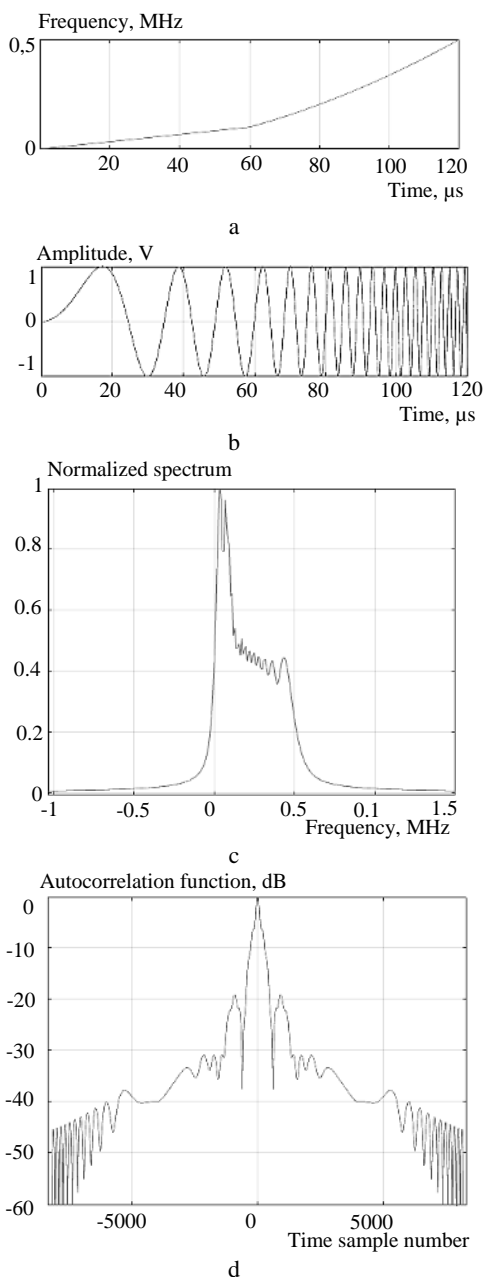 Frequency, MHz
0,5
0
20 40 60 80 100 120
Time, µs
a
Amplitude, V
1
0
-1
0 20 40 60 80 100 120
Time, µs
b
Normalized spectrum
1
0.8
0.6
0.4
0.2
0
-1 -0.5 0 0.5 0.1 1.5
Frequency, MHz
c
Autocorrelation function, dB
0
-10
-20
-30
-40
-50
-60
-5000 0 5000
Time sample number
d